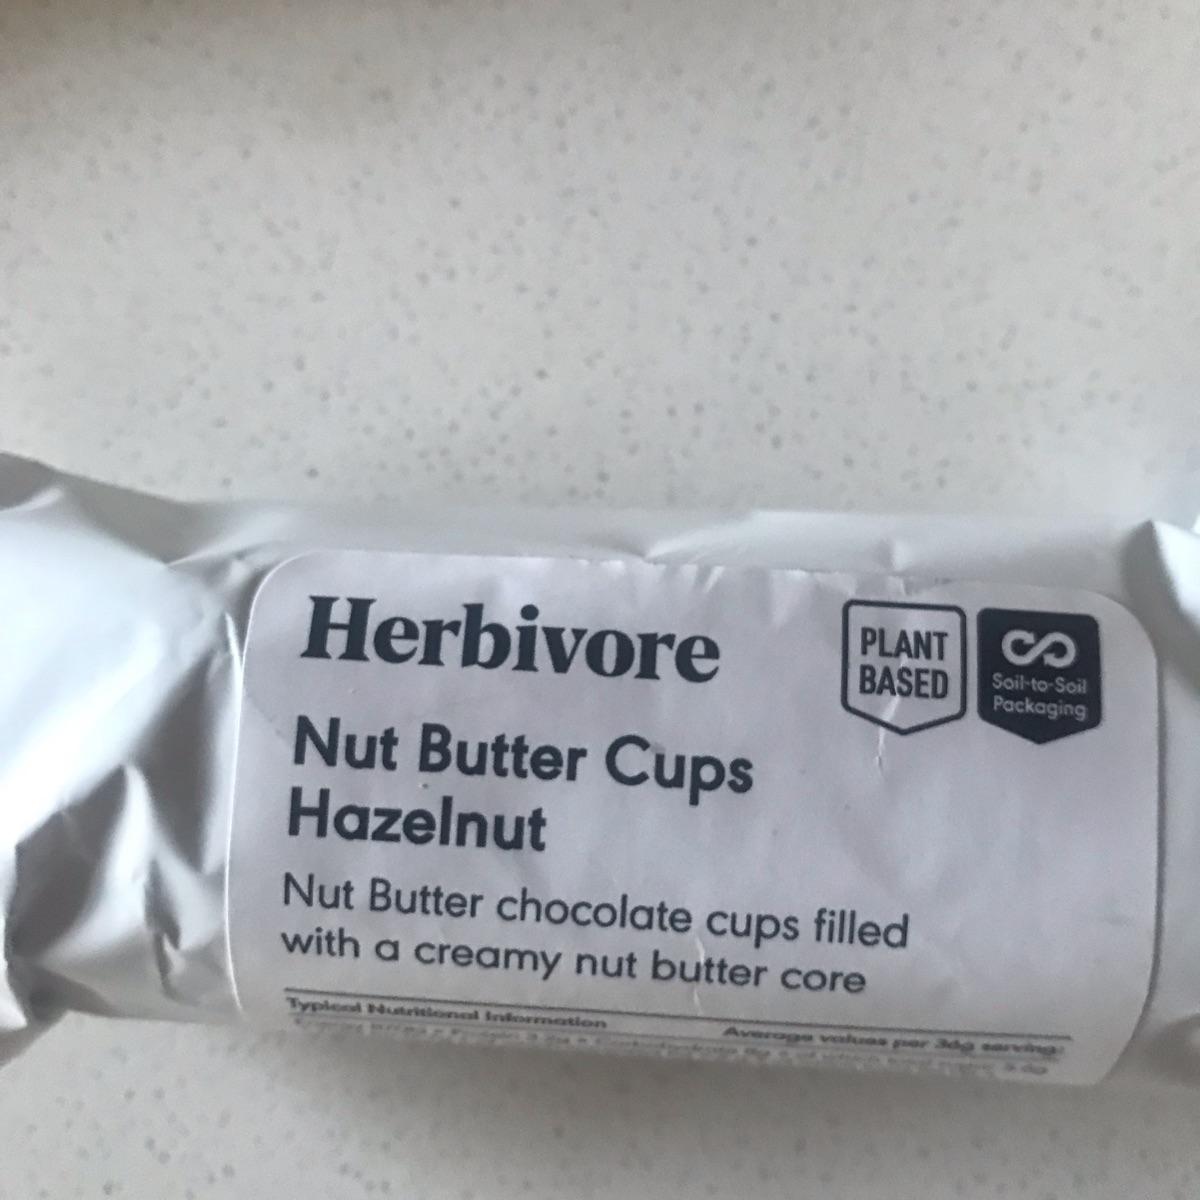 Herbivore
PLANT
BASED
Soil-to-Soil
Packaging
Nut Butter Cups
Hazelnut
Nut Butter chocolate cups filled
with a creamy nut butter core
Typical Nutritional Information
Average values per 36g serving: